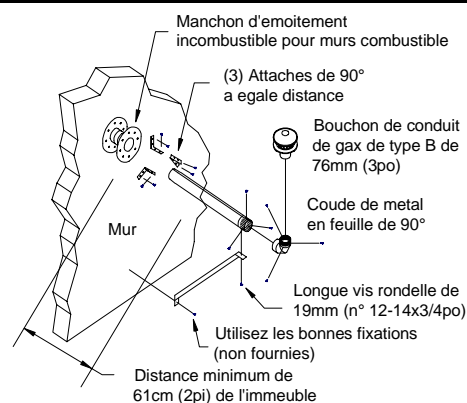 Manchon d'emoitement
incombustible pour murs combustible
(3) Attaches de 90°
a egale distance
Bouchon de conduit
de gax de type B de
76mm (3po)
Coude de metal
en feuille de 90°
Mur
Longue vis rondelle de
19mm (n° 12-14x3/4po)
Utilisez les bonnes fixations
(non fournies)
Distance minimum de
61cm (2pi) de l'immeuble